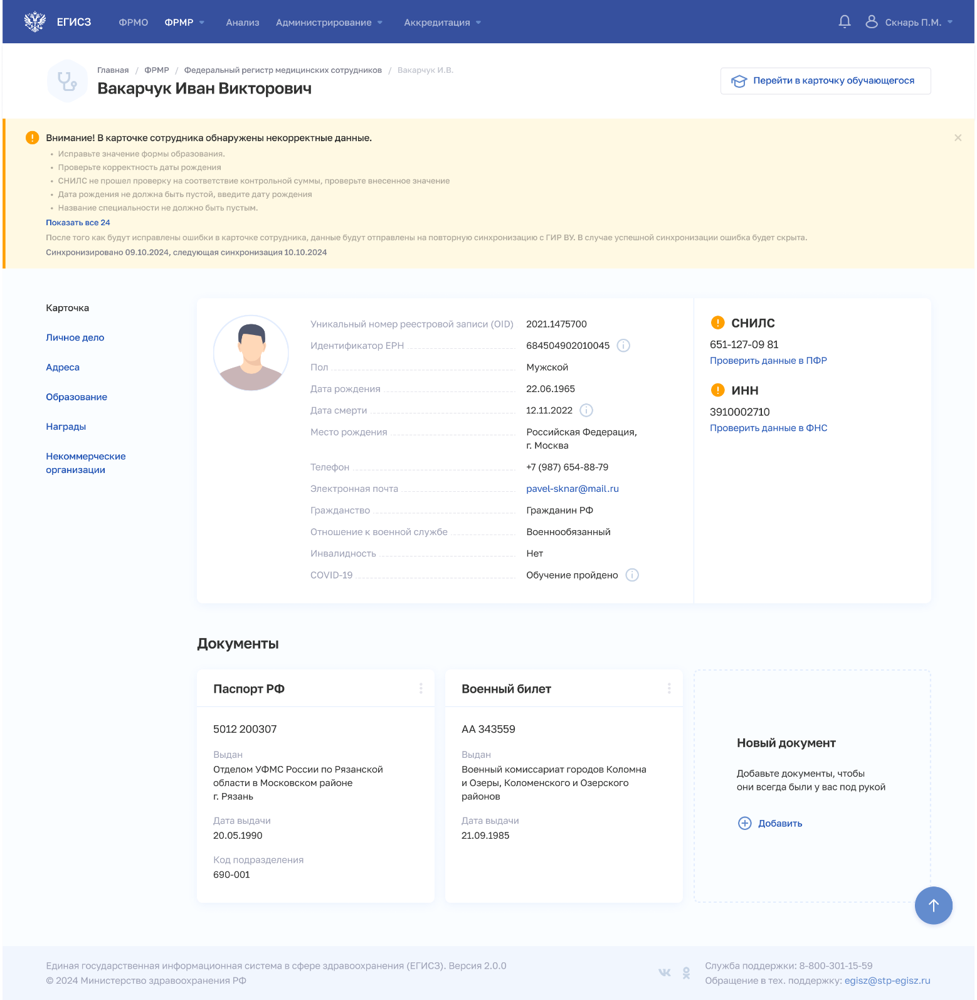 ЕГИСЗ ФРМО ФРМР Анализ Администрирование Аккредитация Скнарь П.М.
Главная / ФРМР / Федеральный регистр медицинских сотрудников / Вакарчук И.В.
Вакарчук Иван Викторович
Перейти в карточку обучающегося
Внимание! В карточке сотрудника обнаружены некорректные данные.
• Исправьте значение формы образования.
• Проверьте корректность даты рождения
• СНИЛС не прошел проверку на соответствие контрольной суммы, проверьте внесенное значение
• Дата рождения не должна быть пустой, введите дату рождения
• Название специальности не должно быть пустым.
Показать все 24
После того как будут исправлены ошибки в карточке сотрудника, данные будут отправлены на повторную синхронизацию с ГИР ВУ. В случае успешной синхронизации ошибка будет скрыта.
Синхронизировано 09.10.2024, следующая синхронизация 10.10.2024
Карточка
Личное дело
Адреса
Образование
Награды
Некоммерческие
организации
Уникальный номер реестровой записи (OID) 2021.1475700
Идентификатор ЕРН 684504902010045
Пол Мужской
Дата рождения 22.06.1965
Дата смерти 12.11.2022
Место рождения Российская Федерация,
г. Москва
Телефон +7 (987) 654-88-79
Электронная почта pavel-sknar@mail.ru
Гражданство Гражданин РФ
Отношение к военной службе Военнообязанный
Инвалидность Нет
COVID-19 Обучение пройдено
СНИЛС
651-127-09 81
Проверить данные в ПФР
ИНН
3910002710
Проверить данные в ФНС
Документы
Паспорт РФ
5012 200307
Выдан
Отделом УФМС России по Рязанской
области в Московском районе
г. Рязань
Дата выдачи
20.05.1990
Код подразделения
690-001
Военный билет
АА 343559
Выдан
Военный комиссариат городов Коломна
и Озеры, Коломенского и Озерского
районов
Дата выдачи
21.09.1985
Новый документ
Добавьте документы, чтобы
они всегда были у вас под рукой
Добавить
Единая государственная информационная система в сфере здравоохранения (ЕГИСЗ). Версия 2.0.0
© 2024 Министерство здравоохранения РФ
Служба поддержки: 8-800-301-15-59
Обращение в тех. поддержку: egisz@stp-egisz.ru